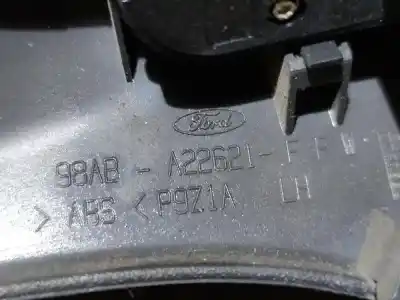 Ford
98AB - A22621 - F F W
> ABS < P9Z1A LH